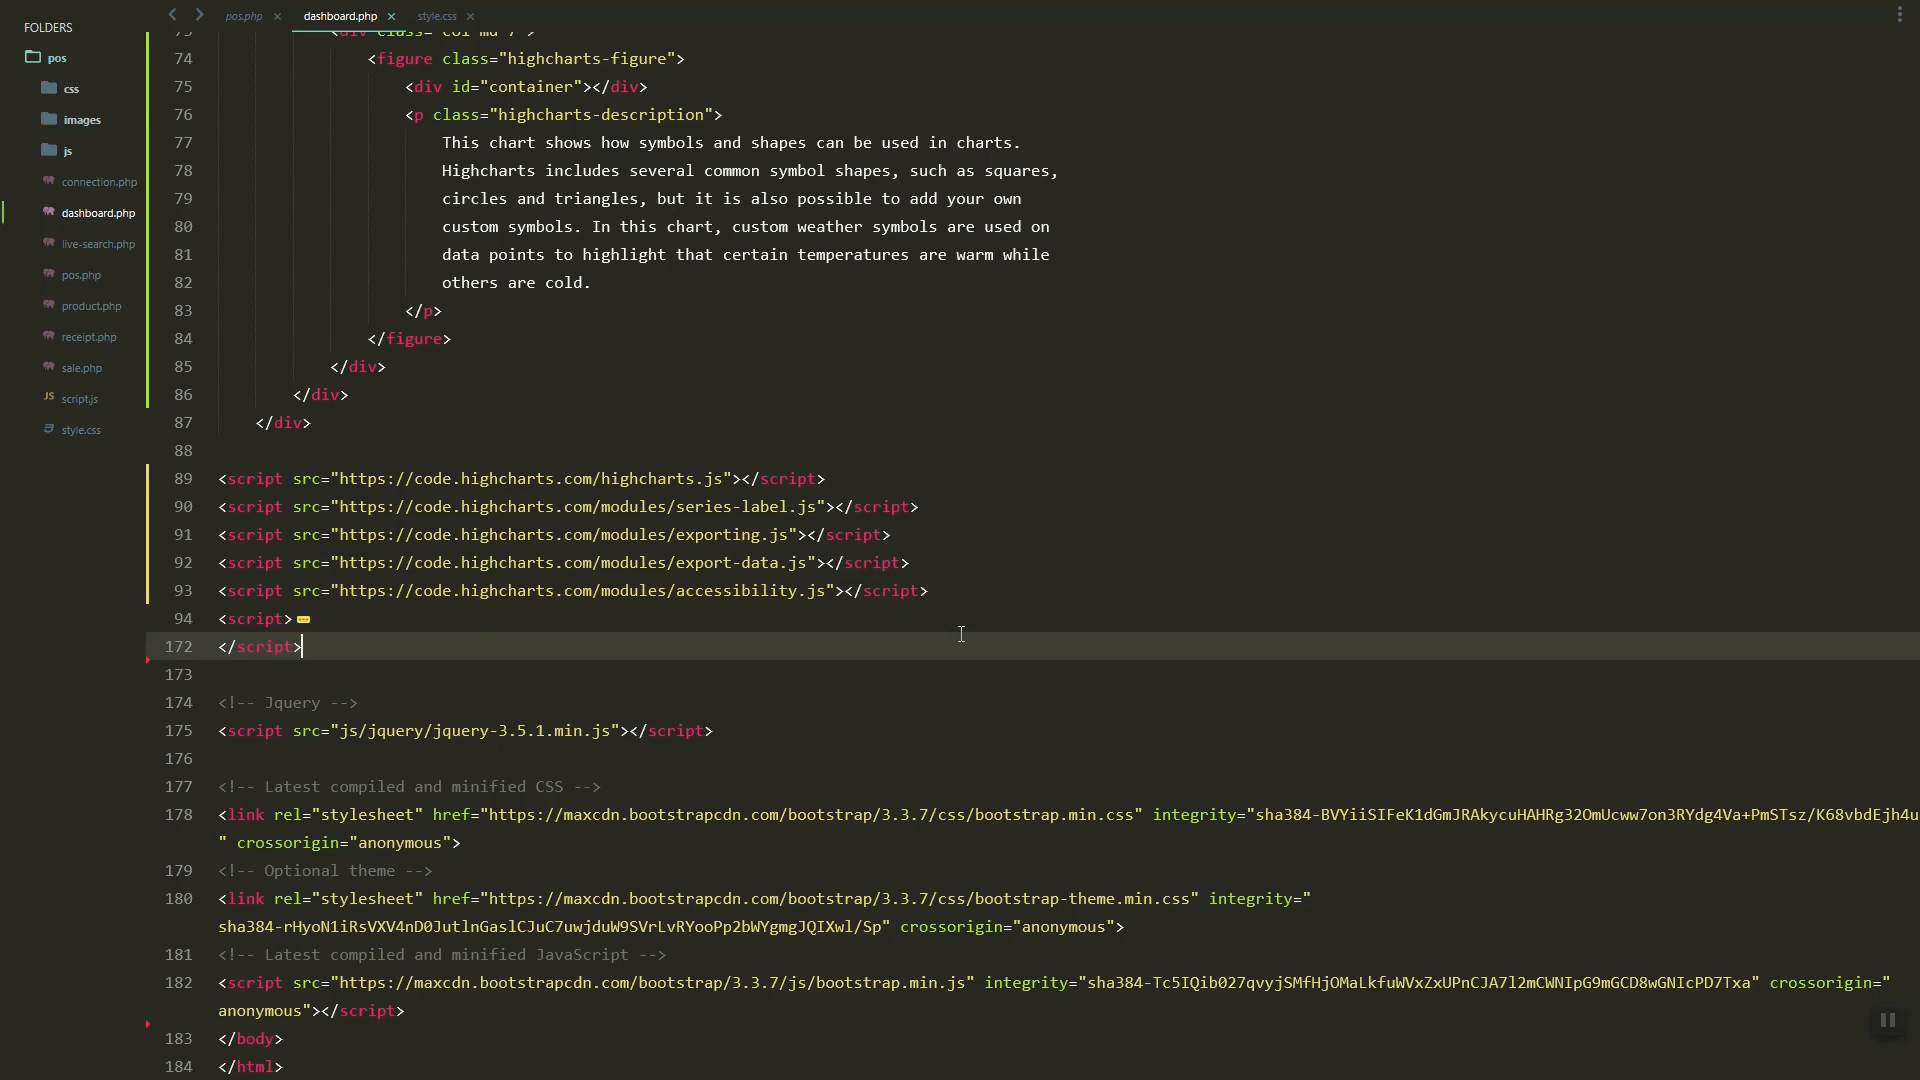 FOLDERS
pos
css
images
js
connection.php
dashboard.php
live-search.php
pos.php
product.php
receipt.php
sale.php
script.js
style.css
pos.php × dashboard.php × style.css ×
74 <figure class="highcharts-figure">
75 <div id="container"></div>
76 <p class="highcharts-description">
77 This chart shows how symbols and shapes can be used in charts.
78 Highcharts includes several common symbol shapes, such as squares,
79 circles and triangles, but it is also possible to add your own
80 custom symbols. In this chart, custom weather symbols are used on
81 data points to highlight that certain temperatures are warm while
82 others are cold.
83 </p>
84 </figure>
85 </div>
86 </div>
87 </div>
88
89 <script src="https://code.highcharts.com/highcharts.js"></script>
90 <script src="https://code.highcharts.com/modules/series-label.js"></script>
91 <script src="https://code.highcharts.com/modules/exporting.js"></script>
92 <script src="https://code.highcharts.com/modules/export-data.js"></script>
93 <script src="https://code.highcharts.com/modules/accessibility.js"></script>
94 <script>
172 </script>
173
174 <!-- Jquery -->
175 <script src="js/jquery/jquery-3.5.1.min.js"></script>
176
177 <!-- Latest compiled and minified CSS -->
178 <link rel="stylesheet" href="https://maxcdn.bootstrapcdn.com/bootstrap/3.3.7/css/bootstrap.min.css" integrity="sha384-BVYiiSIFeK1dGmJRAkycuHAHRg32OmUcww7on3RYdg4Va+PmSTsz/K68vbdEjh4u
" crossorigin="anonymous">
179 <!-- Optional theme -->
180 <link rel="stylesheet" href="https://maxcdn.bootstrapcdn.com/bootstrap/3.3.7/css/bootstrap-theme.min.css" integrity="
sha384-rHyoN1iRsVXV4nD0JutlnGaslCJuC7uwjduW9SVrLvRYooPp2bWYgmgJQIXwl/Sp" crossorigin="anonymous">
181 <!-- Latest compiled and minified JavaScript -->
182 <script src="https://maxcdn.bootstrapcdn.com/bootstrap/3.3.7/js/bootstrap.min.js" integrity="sha384-Tc5IQib027qvyjSMfHjOMaLkfuWVxZxUPnCJA7l2mCWNIpG9mGCD8wGNIcPD7Txa" crossorigin="
anonymous"></script>
183 </body>
184 </html>